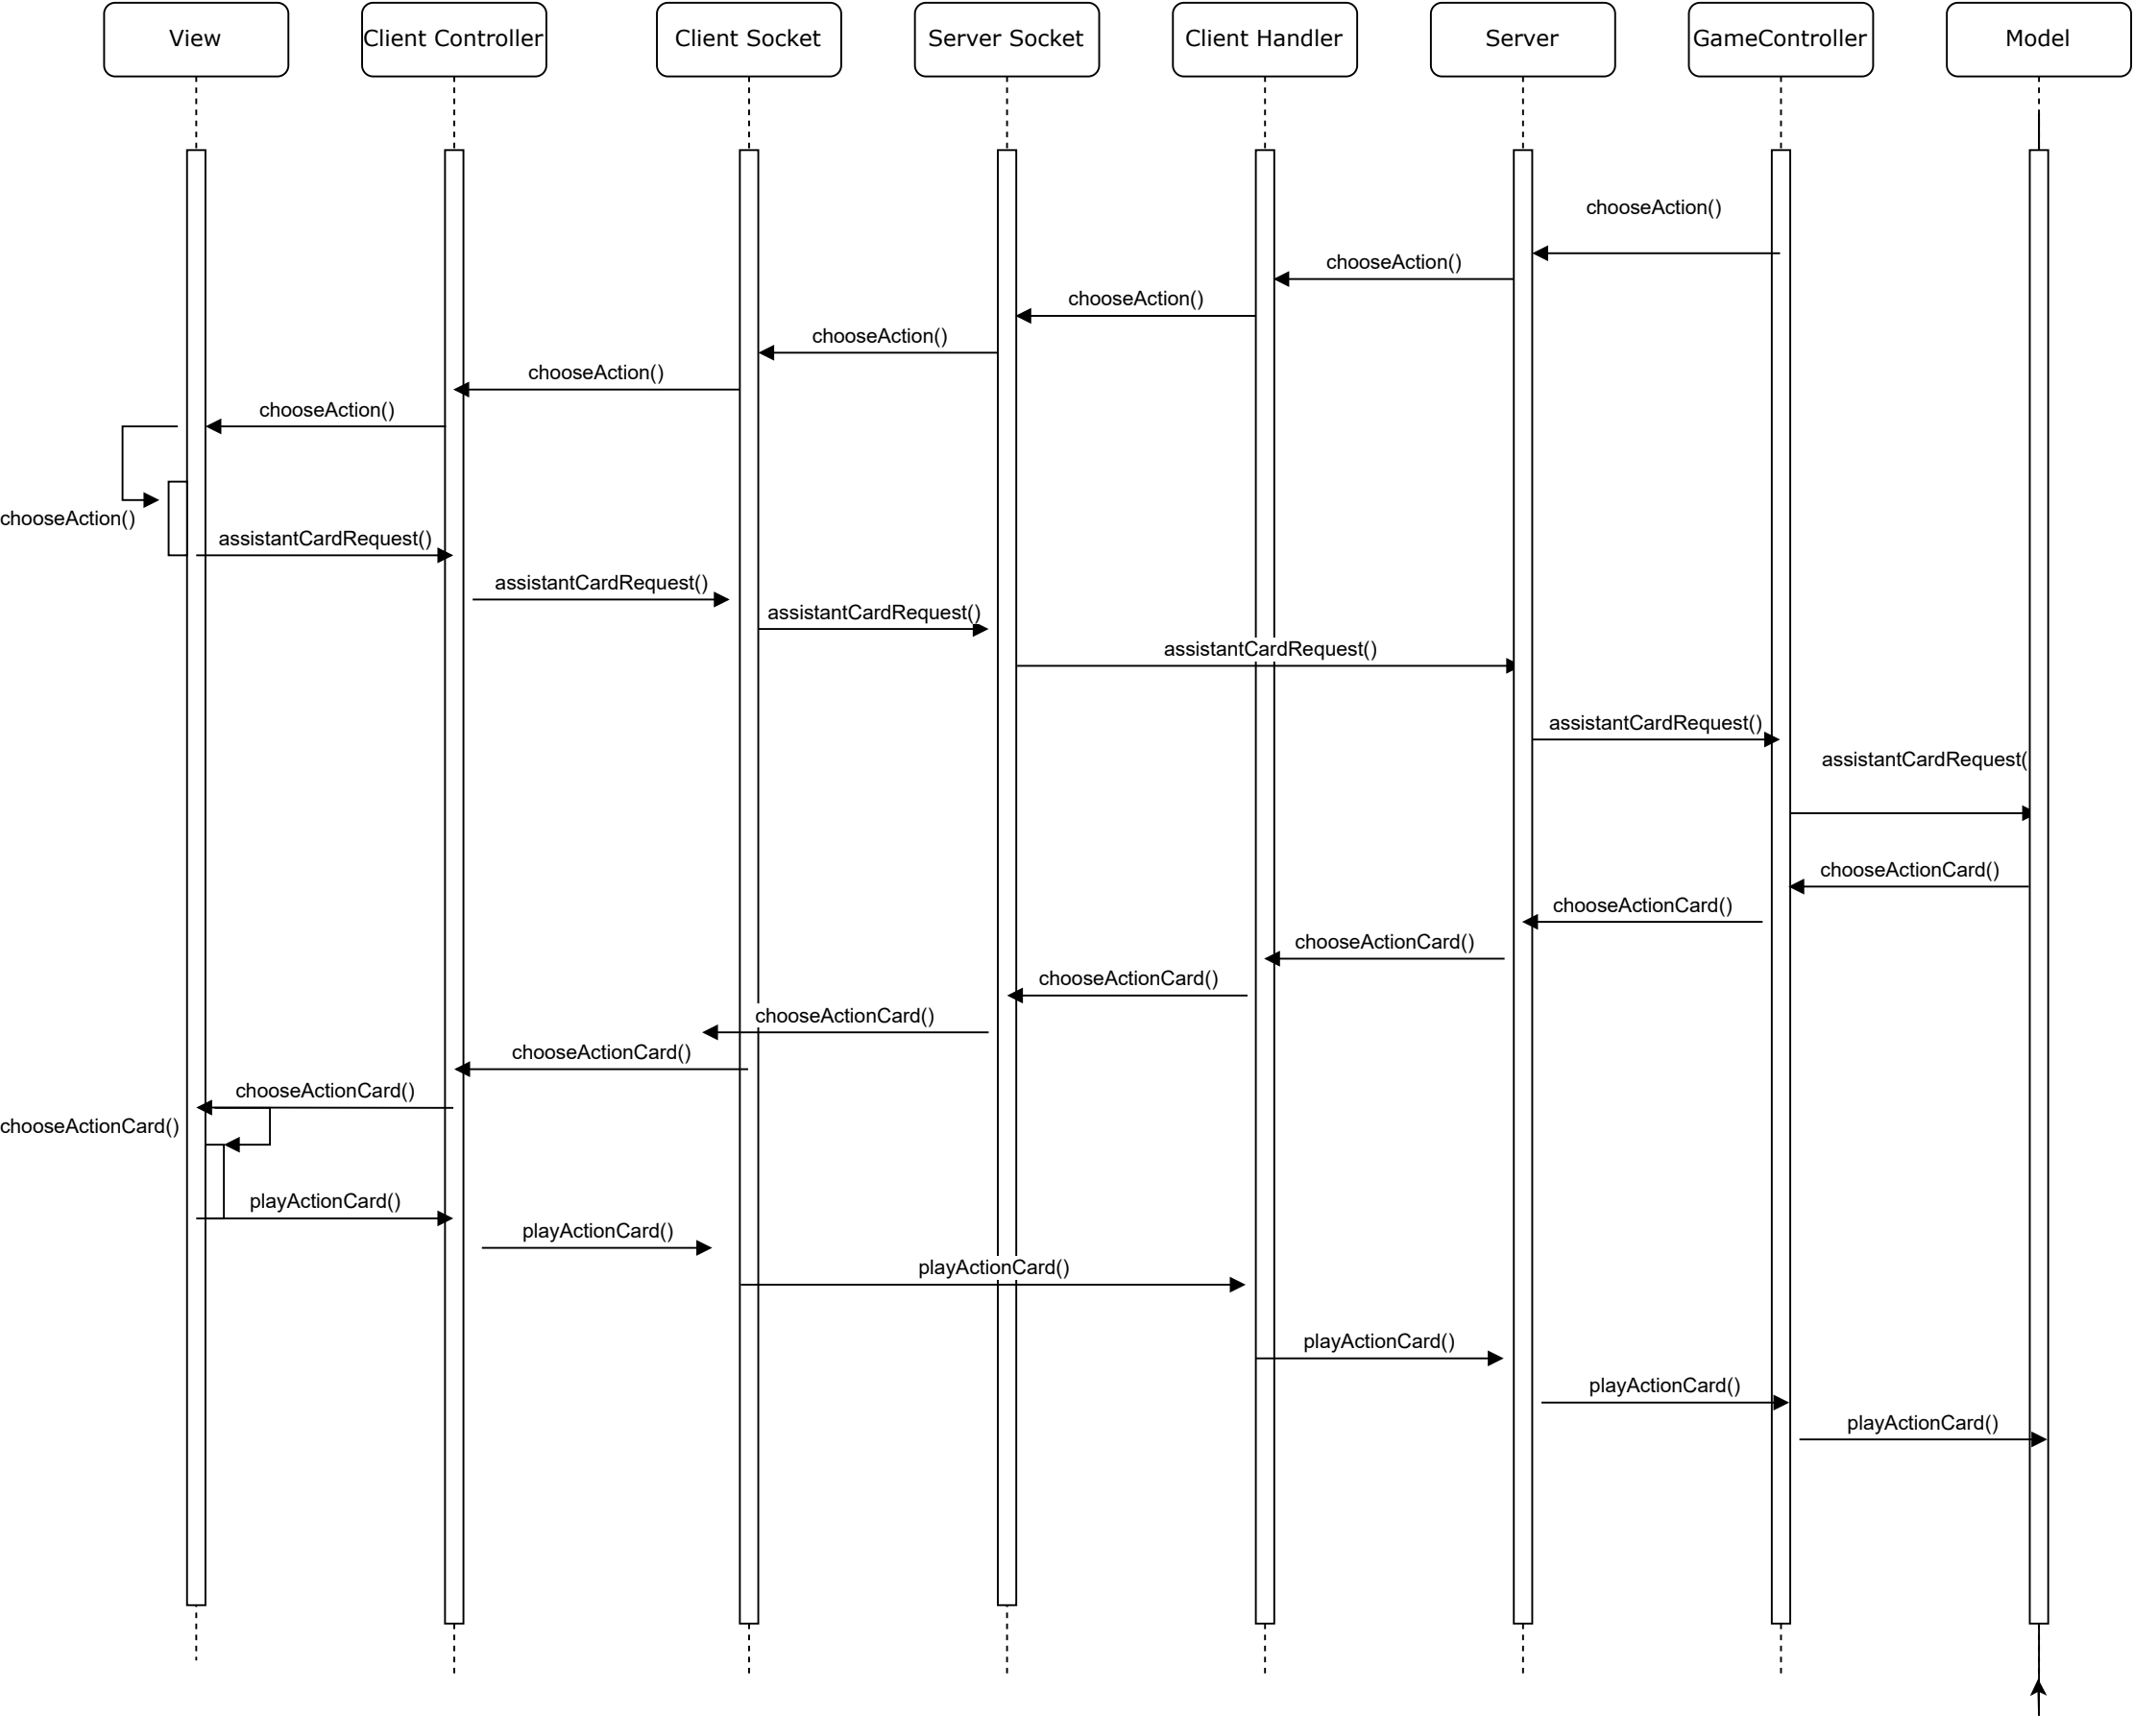 View
Client Controller
Client Socket
Server Socket
Client Handler
Server
GameController
Model
chooseAction()
chooseAction()
chooseAction()
chooseAction()
chooseAction()
chooseAction()
chooseAction()
assistantCardRequest()
assistantCardRequest()
assistantCardRequest()
assistantCardRequest()
assistantCardRequest()
assistantCardRequest(
chooseActionCard()
chooseActionCard()
chooseActionCard()
chooseActionCard()
chooseActionCard()
chooseActionCard()
chooseActionCard()
chooseActionCard()
playActionCard()
playActionCard()
playActionCard()
playActionCard()
playActionCard()
playActionCard()